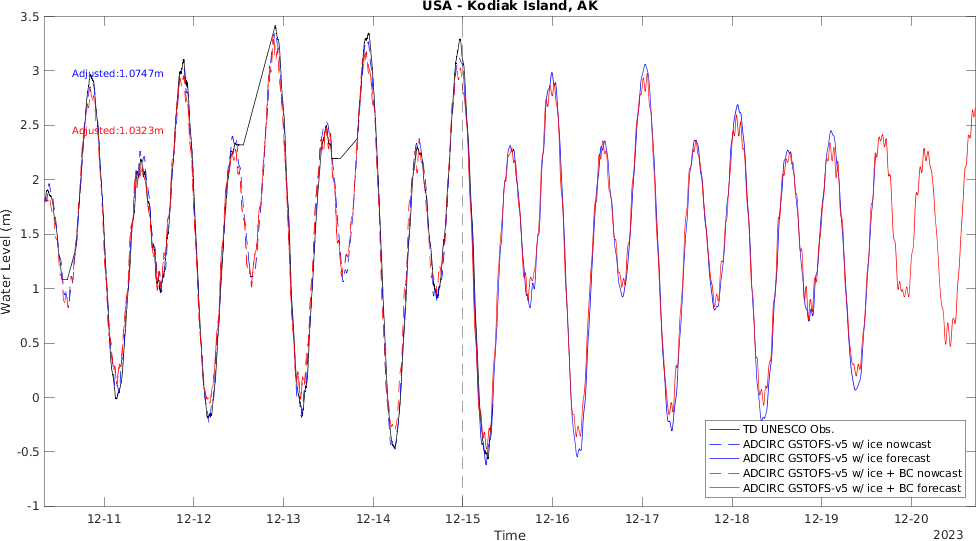 USA - Kodiak Island, AK
3.5
3
2.5
2
1.5
1
0.5
0
-0.5
-1
Water Level (m)
Adjusted:1.0747m
Adjusted:1.0323m
TD UNESCO Obs.
ADCIRC GSTOFS-v5 w/ ice nowcast
ADCIRC GSTOFS-v5 w/ ice forecast
ADCIRC GSTOFS-v5 w/ ice + BC nowcast
ADCIRC GSTOFS-v5 w/ ice + BC forecast
12-11 12-12 12-13 12-14 12-15 12-16 12-17 12-18 12-19 12-20
Time
2023